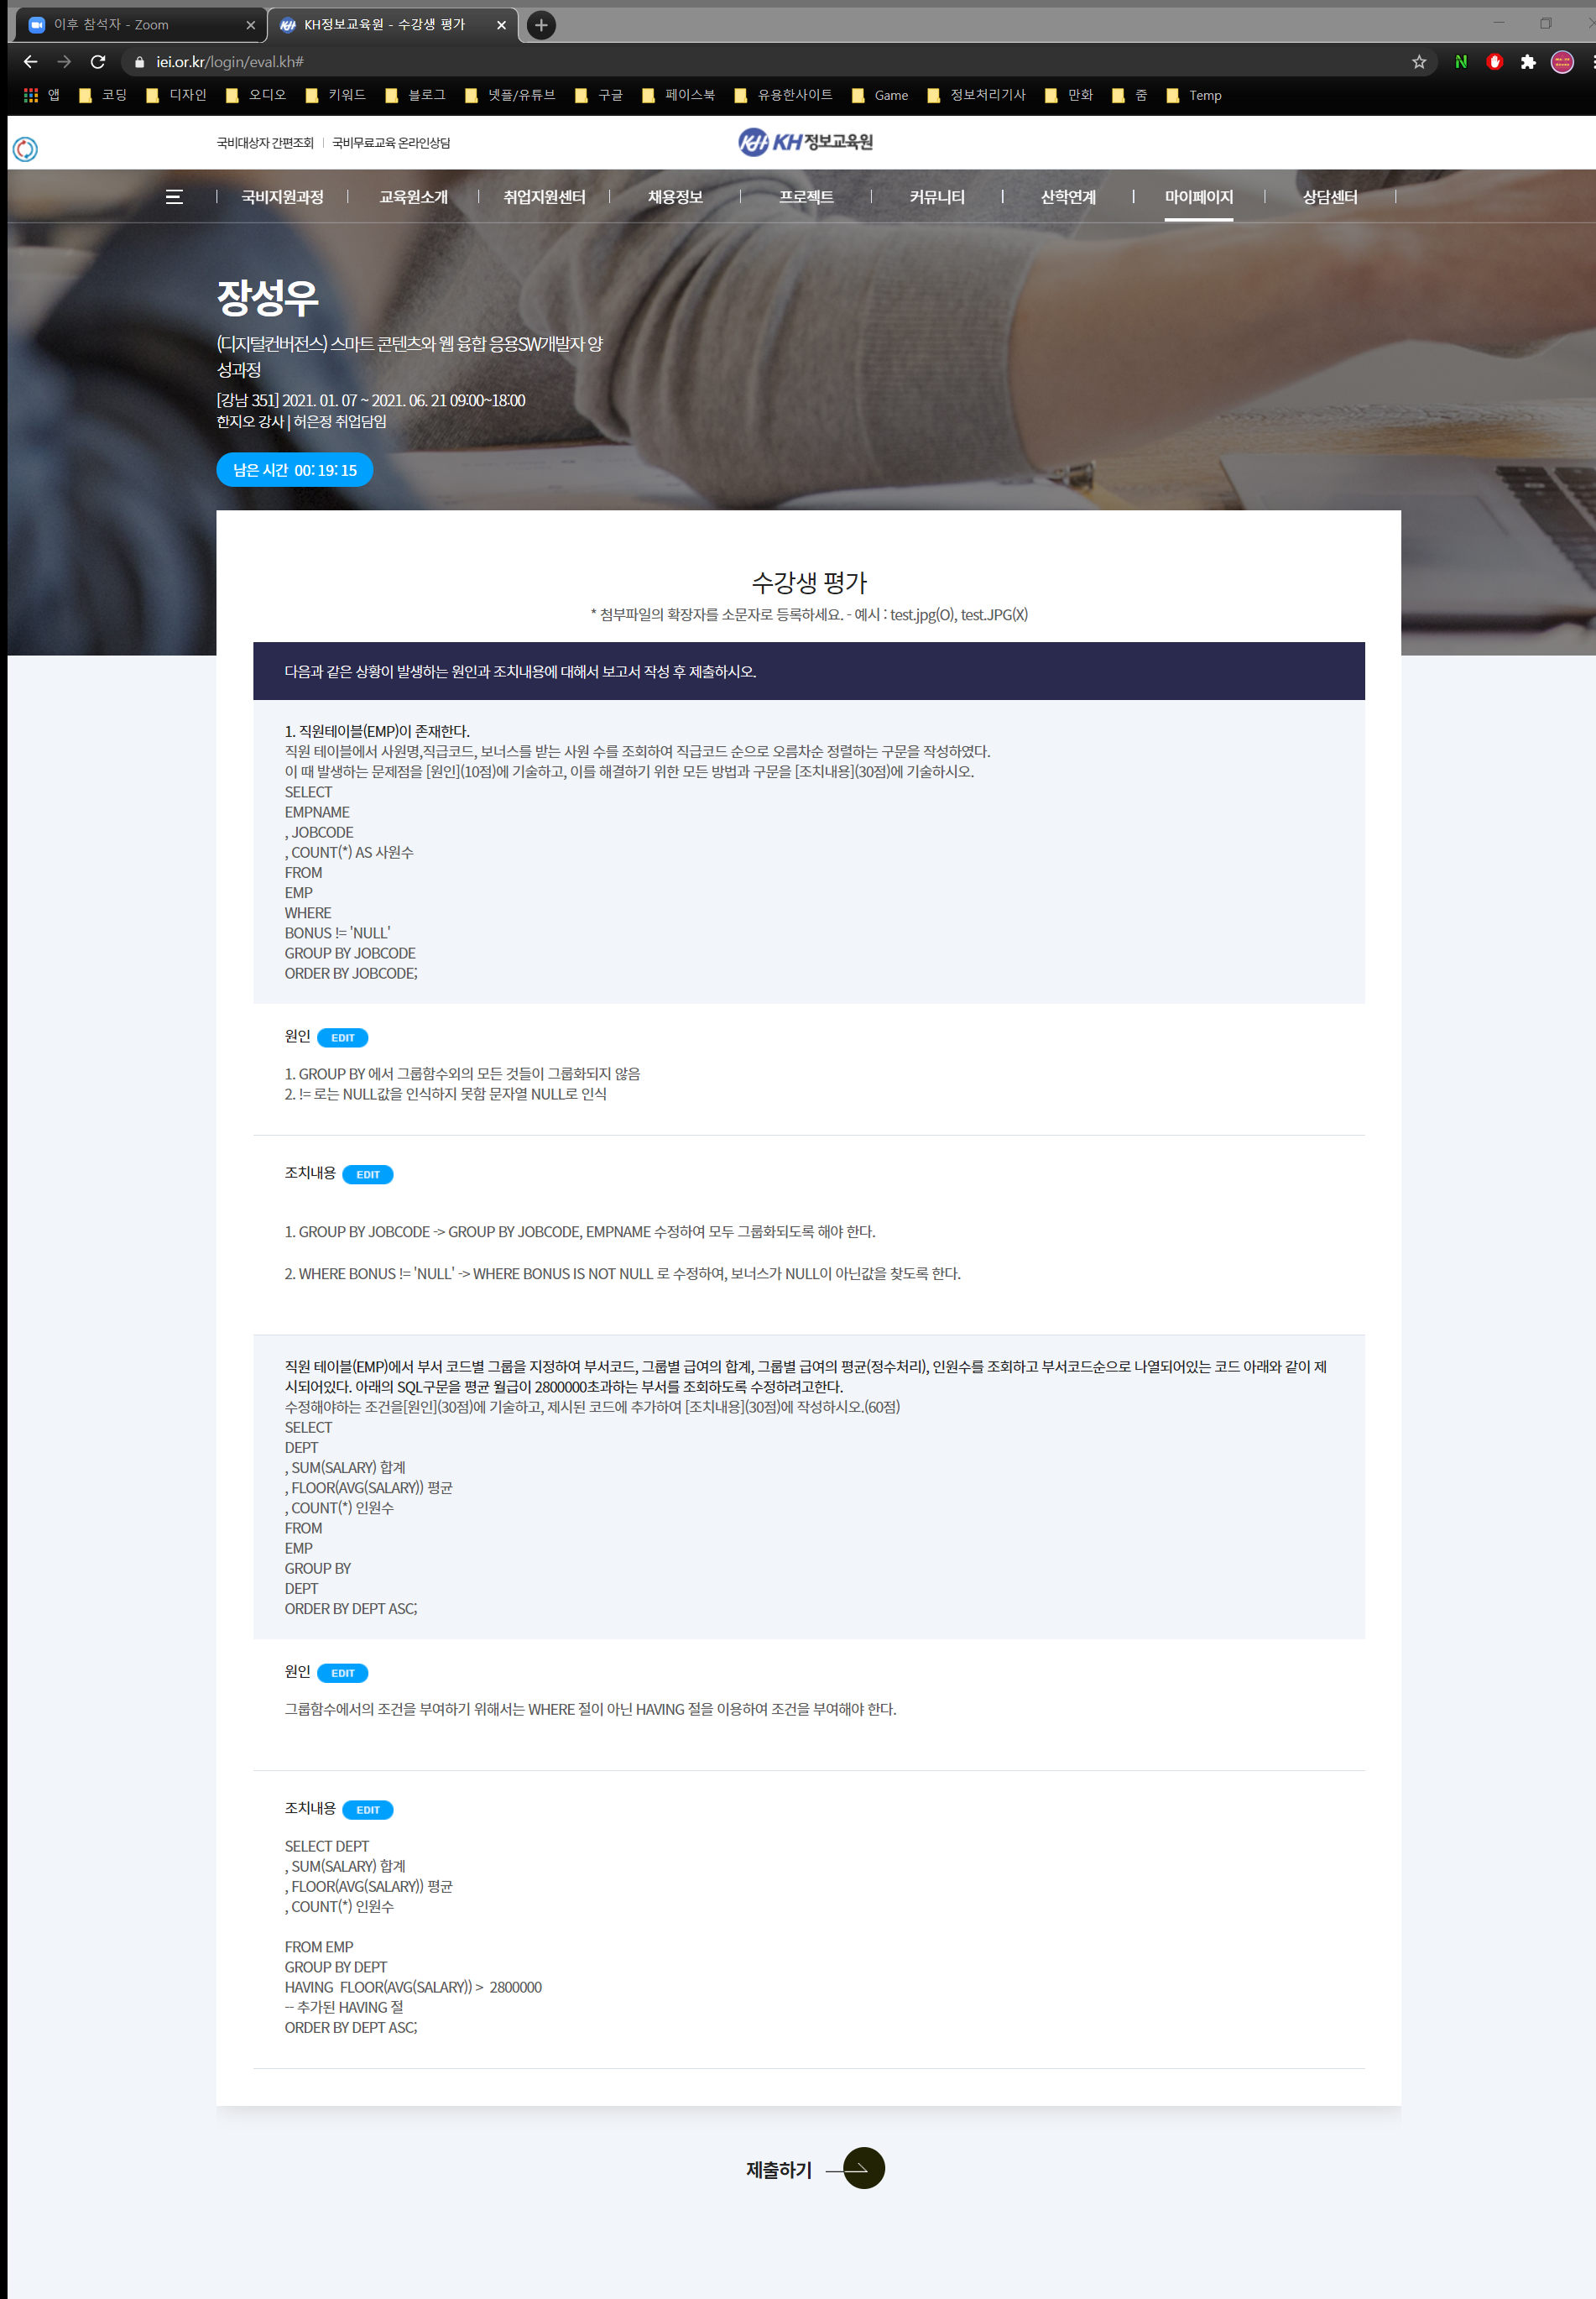 이후 참석자 - Zoom
KH정보교육원 - 수강생 평가
iei.or.kr/login/eval.kh#
앱 코딩 디자인 오디오 키워드 블로그 넷플/유튜브 구글 페이스북 유용한사이트 Game 정보처리기사 만화 줌 Temp
국비대상자 간편조회 국비무료교육 온라인상담
KH KH정보교육원
국비지원과정 교육원소개 취업지원센터 채용정보 프로젝트 커뮤니티 산학연계 마이페이지 상담센터
장성우
(디지털컨버전스) 스마트 콘텐츠와 웹 융합 응용SW개발자 양
성과정
[강남 351] 2021. 01. 07 ~ 2021. 06. 21 09:00~18:00
한지오 강사 | 허은정 취업담임
남은 시간 00: 19: 15
수강생 평가
* 첨부파일의 확장자를 소문자로 등록하세요. - 예시 : test.jpg(O), test.JPG(X)
다음과 같은 상황이 발생하는 원인과 조치내용에 대해서 보고서 작성 후 제출하시오.
1. 직원테이블(EMP)이 존재한다.
직원 테이블에서 사원명,직급코드, 보너스를 받는 사원 수를 조회하여 직급코드 순으로 오름차순 정렬하는 구문을 작성하였다.
이 때 발생하는 문제점을 [원인](10점)에 기술하고, 이를 해결하기 위한 모든 방법과 구문을 [조치내용](30점)에 기술하시오.
SELECT
EMPNAME
, JOBCODE
, COUNT(*) AS 사원수
FROM
EMP
WHERE
BONUS != 'NULL'
GROUP BY JOBCODE
ORDER BY JOBCODE;
원인 EDIT
1. GROUP BY 에서 그룹함수외의 모든 것들이 그룹화되지 않음
2. != 로는 NULL값을 인식하지 못함 문자열 NULL로 인식
조치내용 EDIT
1. GROUP BY JOBCODE -> GROUP BY JOBCODE, EMPNAME 수정하여 모두 그룹화되도록 해야 한다.
2. WHERE BONUS != 'NULL' -> WHERE BONUS IS NOT NULL 로 수정하여, 보너스가 NULL이 아닌값을 찾도록 한다.
직원 테이블(EMP)에서 부서 코드별 그룹을 지정하여 부서코드, 그룹별 급여의 합계, 그룹별 급여의 평균(정수처리), 인원수를 조회하고 부서코드순으로 나열되어있는 코드 아래와 같이 제
시되어있다. 아래의 SQL구문을 평균 월급이 2800000초과하는 부서를 조회하도록 수정하려고한다.
수정해야하는 조건을[원인](30점)에 기술하고, 제시된 코드에 추가하여 [조치내용](30점)에 작성하시오.(60점)
SELECT
DEPT
, SUM(SALARY) 합계
, FLOOR(AVG(SALARY)) 평균
, COUNT(*) 인원수
FROM
EMP
GROUP BY
DEPT
ORDER BY DEPT ASC;
원인 EDIT
그룹함수에서의 조건을 부여하기 위해서는 WHERE 절이 아닌 HAVING 절을 이용하여 조건을 부여해야 한다.
조치내용 EDIT
SELECT DEPT
, SUM(SALARY) 합계
, FLOOR(AVG(SALARY)) 평균
, COUNT(*) 인원수
FROM EMP
GROUP BY DEPT
HAVING FLOOR(AVG(SALARY)) > 2800000
-- 추가된 HAVING 절
ORDER BY DEPT ASC;
제출하기